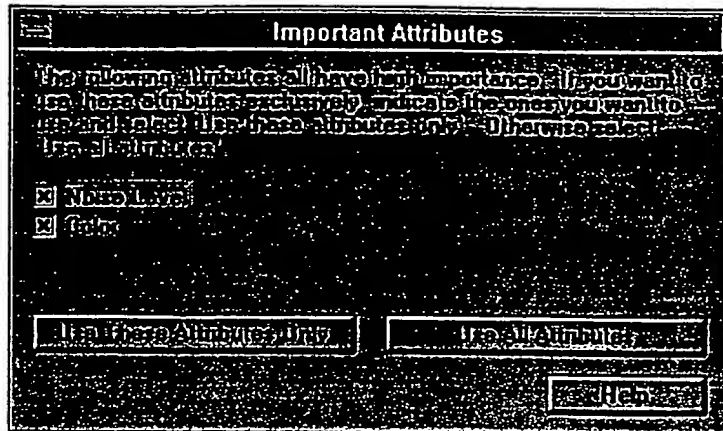 Important Attributes
The following attributes all have high importance. If you want to
use these attributes exclusively, indicate the ones you want to
use and select 'Use these attributes only'. Otherwise select
'Use all attributes'.
Noise Level
Color
Use These Attributes Only
Use All Attributes
Help